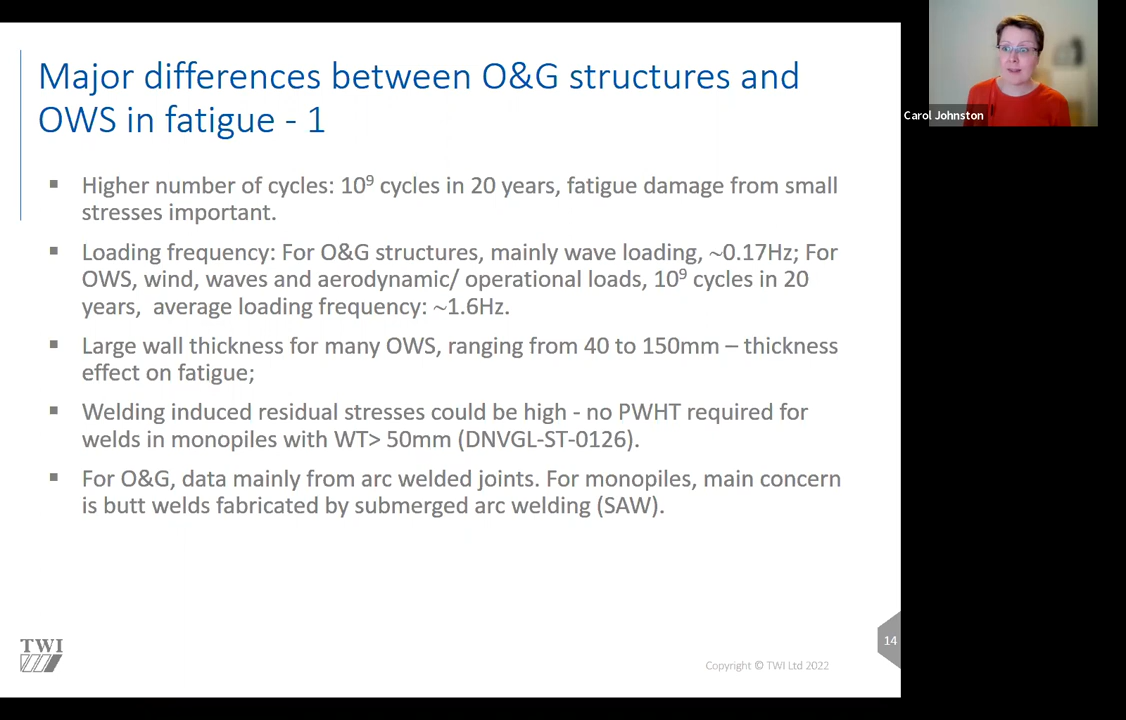 Major differences between O&G structures and
OWS in fatigue - 1
▪ Higher number of cycles: 10⁹ cycles in 20 years, fatigue damage from small
stresses important.
▪ Loading frequency: For O&G structures, mainly wave loading, ~0.17Hz; For
OWS, wind, waves and aerodynamic/ operational loads, 10⁹ cycles in 20
years, average loading frequency: ~1.6Hz.
▪ Large wall thickness for many OWS, ranging from 40 to 150mm – thickness
effect on fatigue;
▪ Welding induced residual stresses could be high - no PWHT required for
welds in monopiles with WT> 50mm (DNVGL-ST-0126).
▪ For O&G, data mainly from arc welded joints. For monopiles, main concern
is butt welds fabricated by submerged arc welding (SAW).
TWI
Copyright © TWI Ltd 2022
14
Carol Johnston